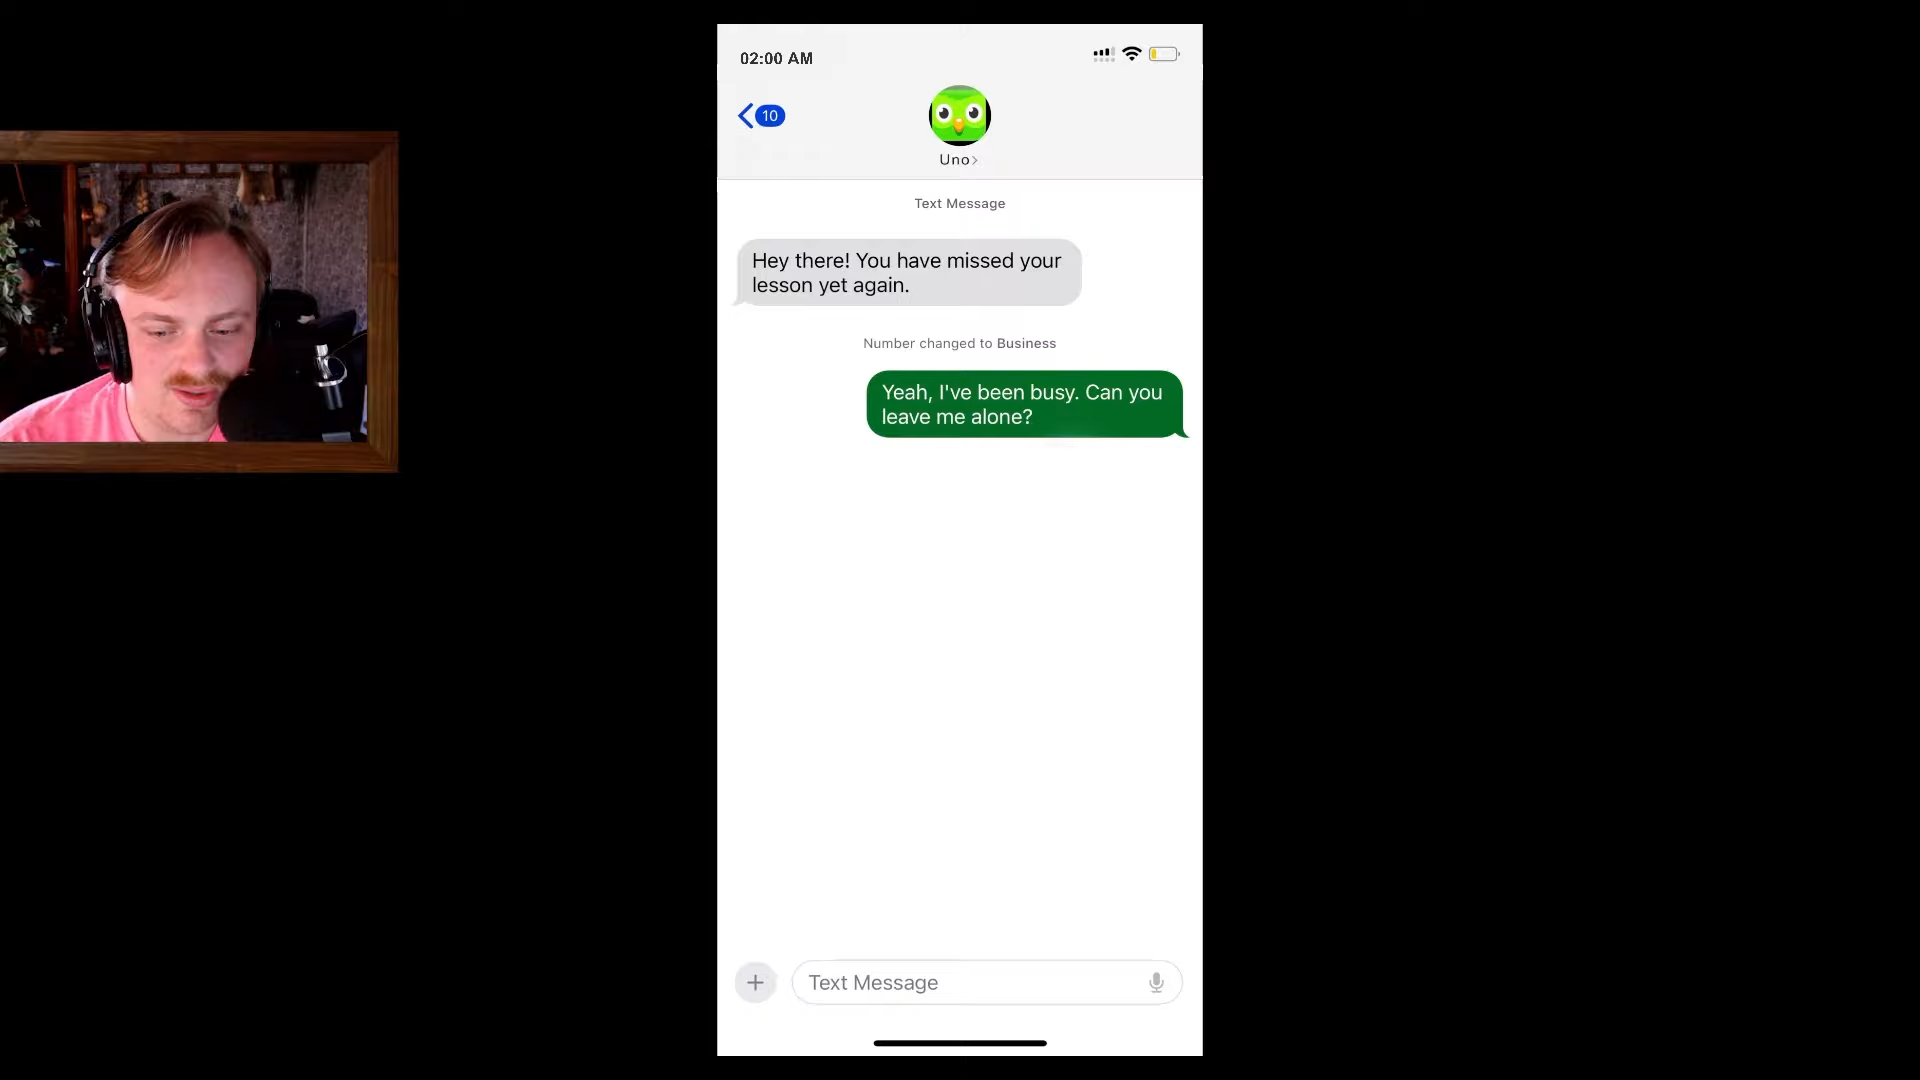 02:00 AM
10
Uno
Text Message
Hey there! You have missed your
lesson yet again.
Number changed to Business
Yeah, I've been busy. Can you
leave me alone?
Text Message